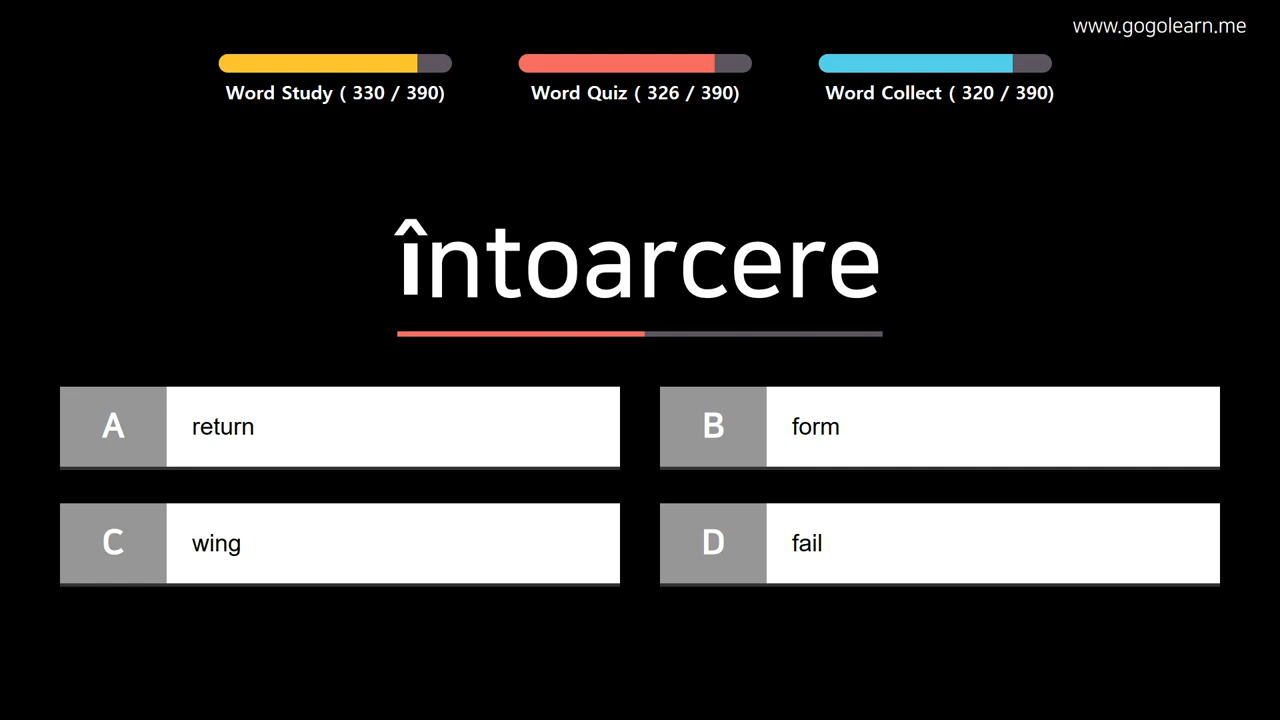 www.gogolearn.me
Word Study ( 330 / 390)
Word Quiz ( 326 / 390)
Word Collect ( 320 / 390)
întoarcere
A return
B form
C wing
D fail